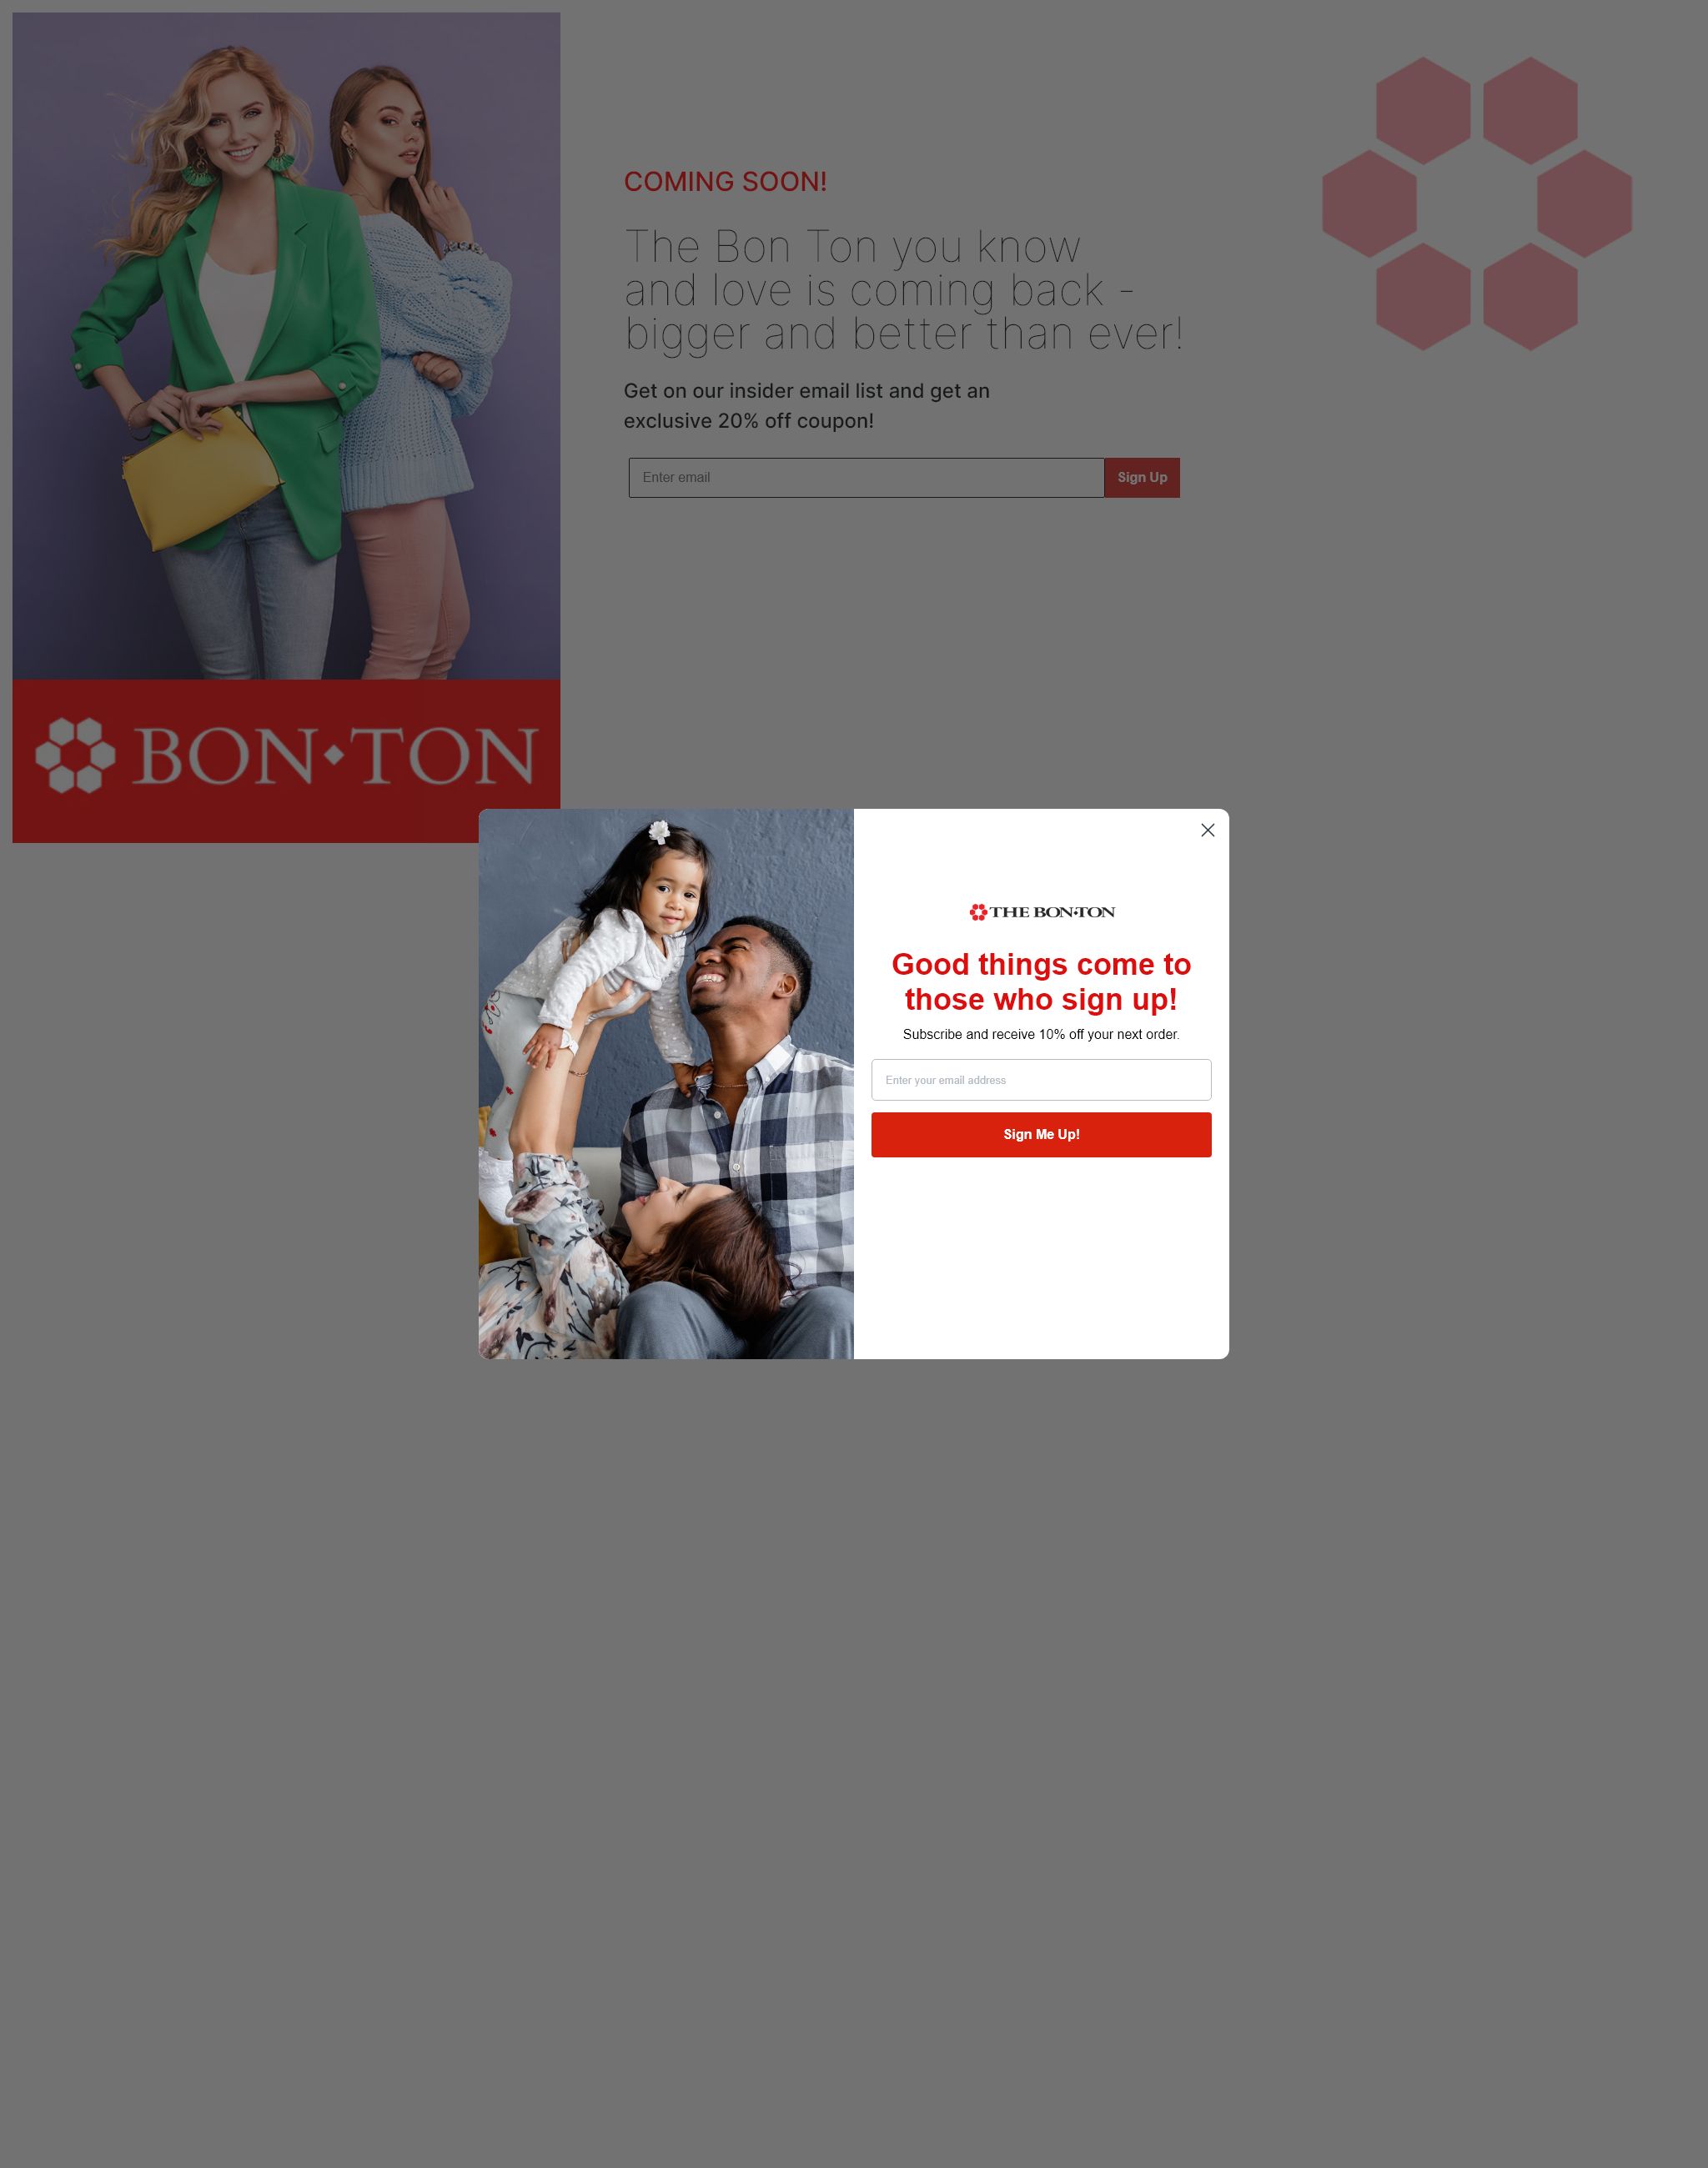 COMING SOON!
The Bon Ton you know
and love is coming back -
bigger and better than ever!
Get on our insider email list and get an
exclusive 20% off coupon!
Enter email
Sign Up
BON•TON
THE BON•TON
Good things come to
those who sign up!
Subscribe and receive 10% off your next order.
Enter your email address
Sign Me Up!